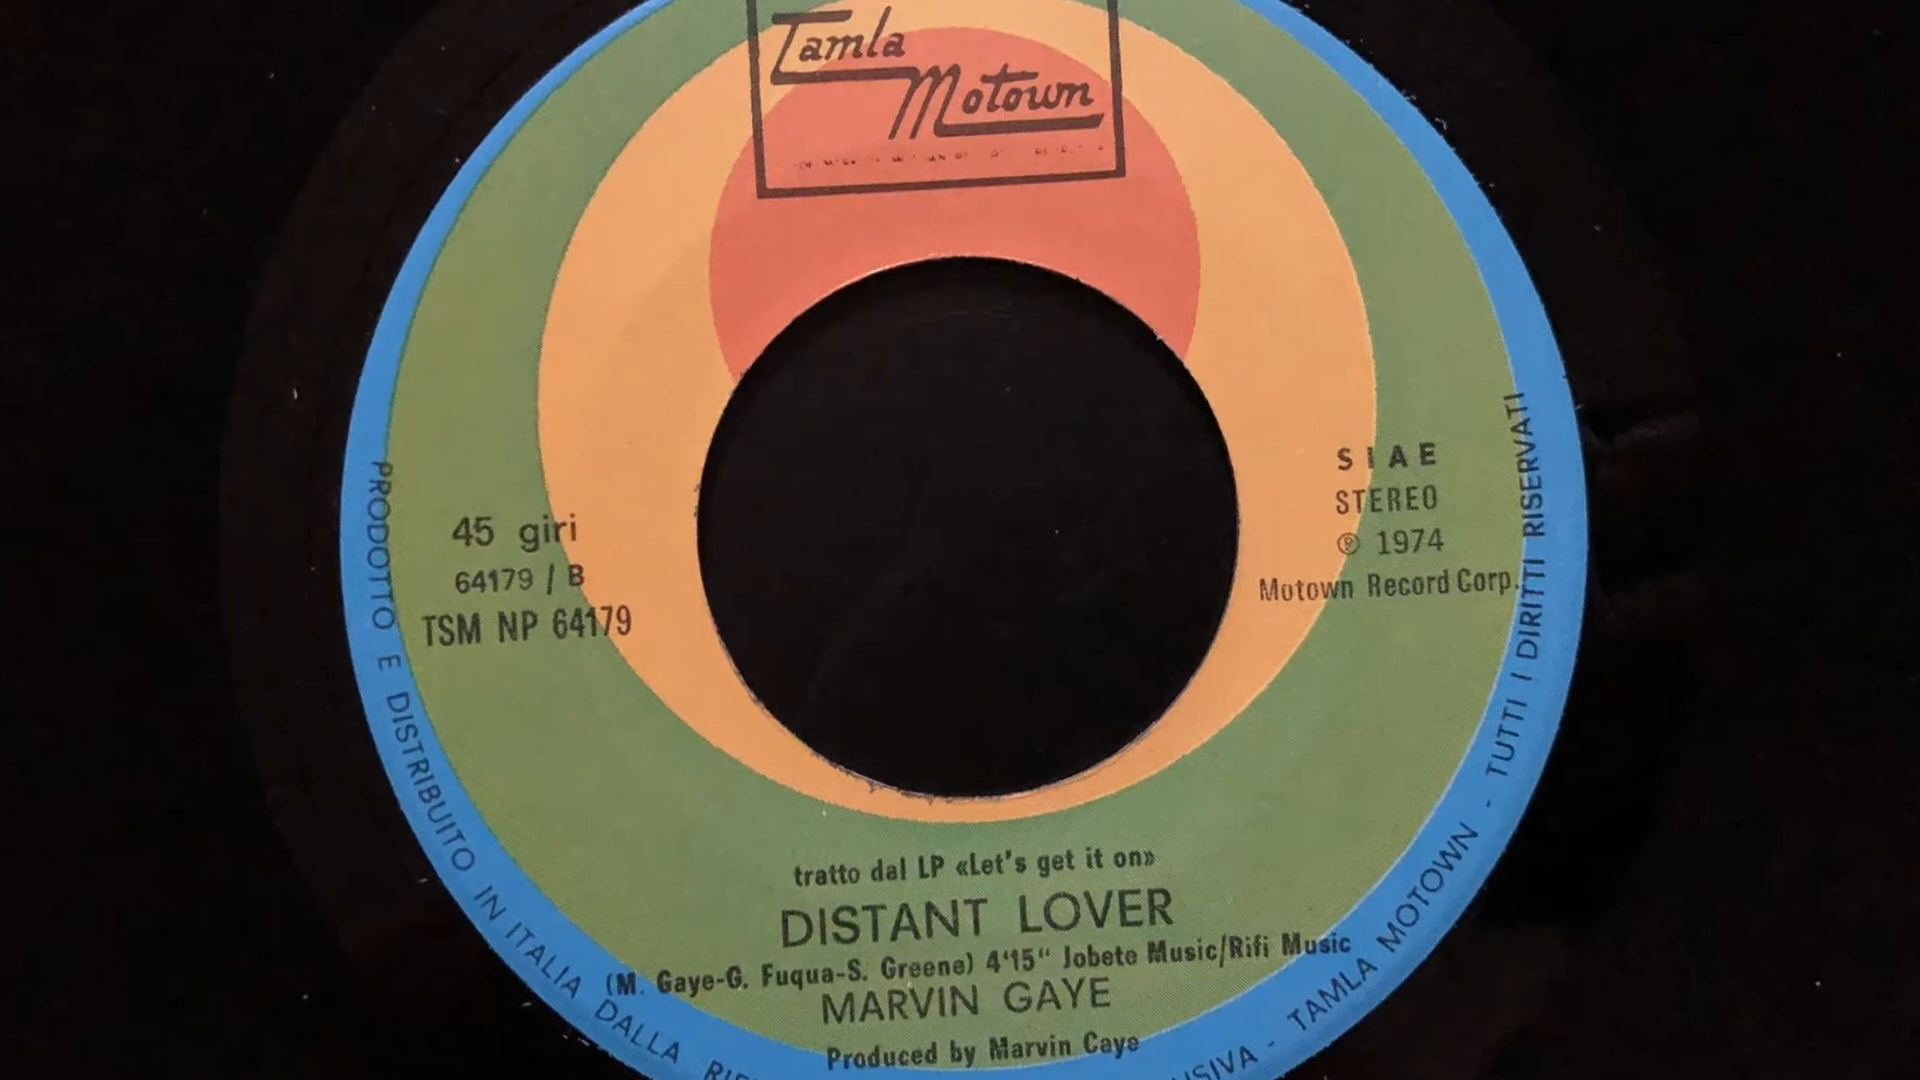 Tamla
Motown
45 giri
64179 / B
TSM NP 64179
SIAE
STEREO
℗ 1974
Motown Record Corp.
tratto dal LP «Let's get it on»
DISTANT LOVER
(M. Gaye-G. Fuqua-S. Greene) 4'15" Jobete Music/Rifi Music
MARVIN GAYE
Produced by Marvin Caye
PRODOTTO E DISTRIBUITO IN ITALIA DALLA
- TAMLA MOTOWN - TUTTI I DIRITTI RISERVATI